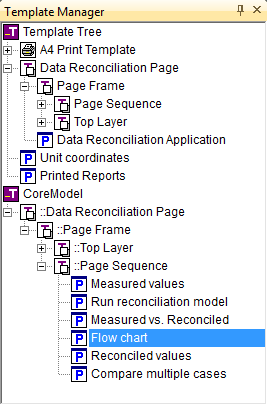 Template Manager
Template Tree
A4 Print Template
Data Reconciliation Page
Page Frame
Page Sequence
Top Layer
Data Reconciliation Application
Unit coordinates
Printed Reports
CoreModel
::Data Reconciliation Page
::Page Frame
::Top Layer
::Page Sequence
Measured values
Run reconciliation model
Measured vs. Reconciled
Flow chart
Reconciled values
Compare multiple cases